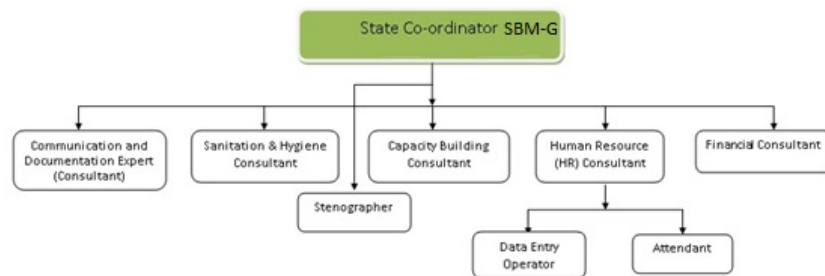 State Co-ordinator SBM-G
Communication and
Documentation Expert
(Consultant)
Sanitation & Hygiene
Consultant
Capacity Building
Consultant
Human Resource
(HR) Consultant
Financial Consultant
Stenographer
Data Entry
Operator
Attendant